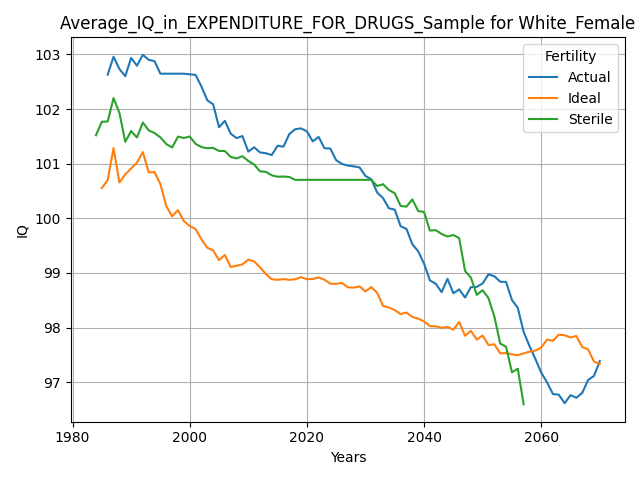 Average_IQ_in_EXPENDITURE_FOR_DRUGS_Sample for White_Female
Fertility
Actual
Ideal
Sterile
103
102
101
100
99
98
97
IQ
1980
2000
2020
2040
2060
Years